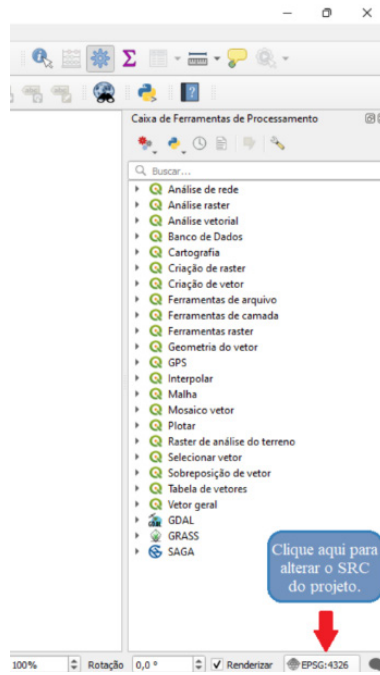 Caixa de Ferramentas de Processamento
Buscar...
Análise de rede
Análise raster
Análise vetorial
Banco de Dados
Cartografia
Criação de raster
Criação de vetor
Ferramentas de arquivo
Ferramentas de camada
Ferramentas raster
Geometria do vetor
GPS
Interpolar
Malha
Mosaico vetor
Plotar
Raster de análise do terreno
Selecionar vetor
Sobreposição de vetor
Tabela de vetores
Vetor geral
GDAL
GRASS
SAGA
Clique aqui para
alterar o SRC
do projeto.
100% Rotação 0,0 ° Renderizar EPSG:4326